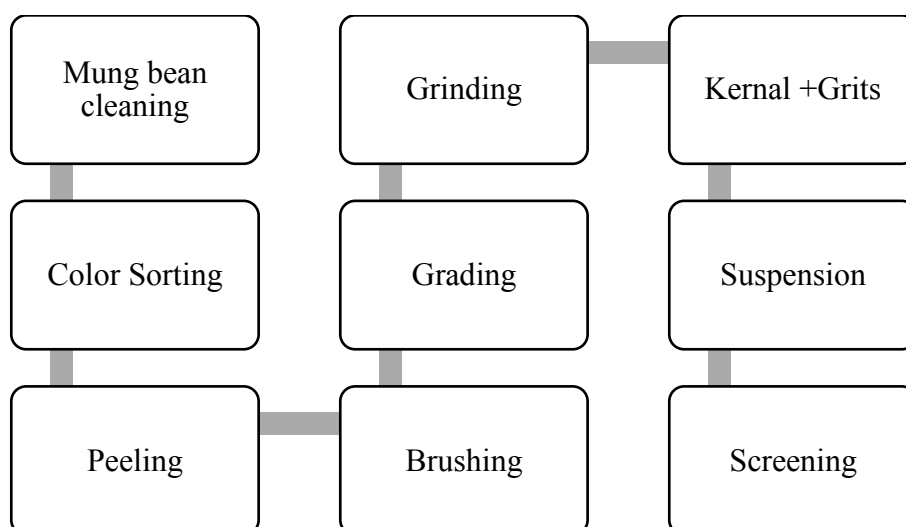 Mung bean
cleaning
Color Sorting
Peeling
Brushing
Grading
Grinding
Kernal +Grits
Suspension
Screening